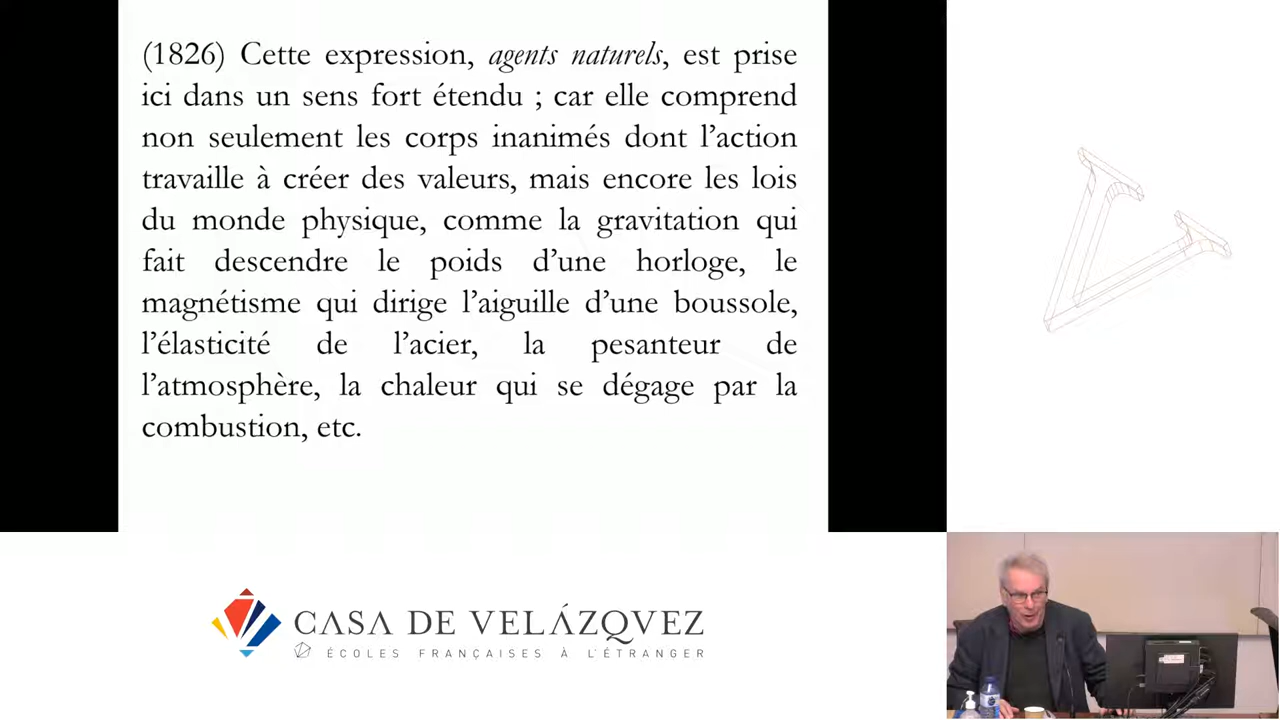 (1826) Cette expression, agents naturels, est prise
ici dans un sens fort étendu ; car elle comprend
non seulement les corps inanimés dont l’action
travaille à créer des valeurs, mais encore les lois
du monde physique, comme la gravitation qui
fait descendre le poids d’une horloge, le
magnétisme qui dirige l’aiguille d’une boussole,
l’élasticité de l’acier, la pesanteur de
l’atmosphère, la chaleur qui se dégage par la
combustion, etc.
CASA DE VELÁZQVEZ
ÉCOLES FRANÇAISES À L'ÉTRANGER